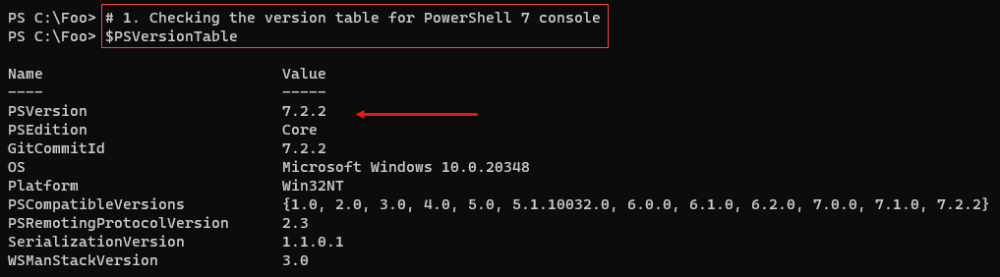 PS C:\Foo> # 1. Checking the version table for PowerShell 7 console
PS C:\Foo> $PSVersionTable
Name Value
---- -----
PSVersion 7.2.2
PSEdition Core
GitCommitId 7.2.2
OS Microsoft Windows 10.0.20348
Platform Win32NT
PSCompatibleVersions {1.0, 2.0, 3.0, 4.0, 5.0, 5.1.10032.0, 6.0.0, 6.1.0, 6.2.0, 7.0.0, 7.1.0, 7.2.2}
PSRemotingProtocolVersion 2.3
SerializationVersion 1.1.0.1
WSManStackVersion 3.0